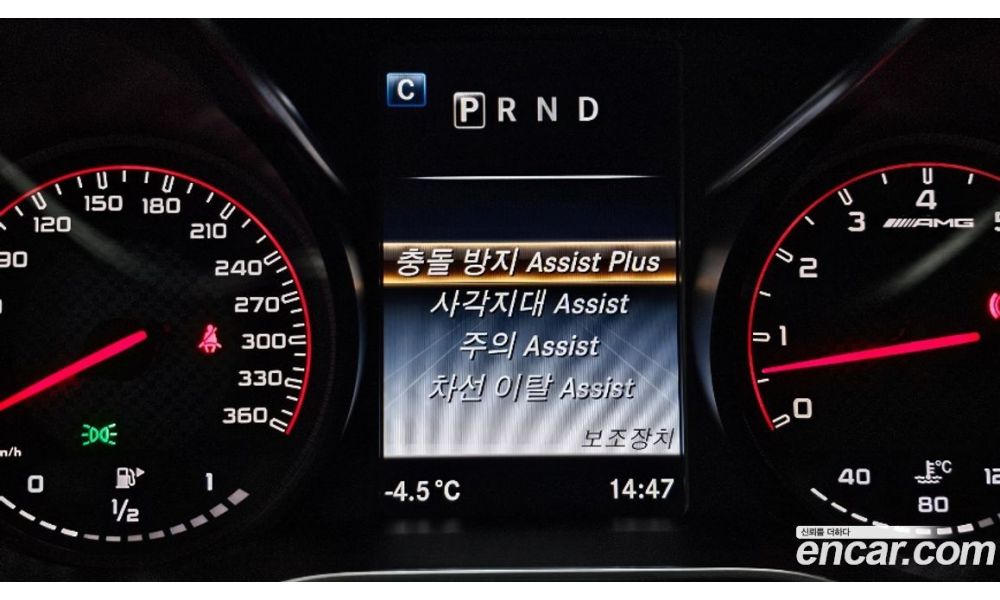 C
P R N D
충돌 방지 Assist Plus
사각지대 Assist
주의 Assist
차선 이탈 Assist
보조장치
-4.5 °C 14:47
120 150 180 210 240 270 300 330 360
0 1/2 1
0 1 2 3 4
AMG
°C
40 80
신뢰를 더하다
encar.com